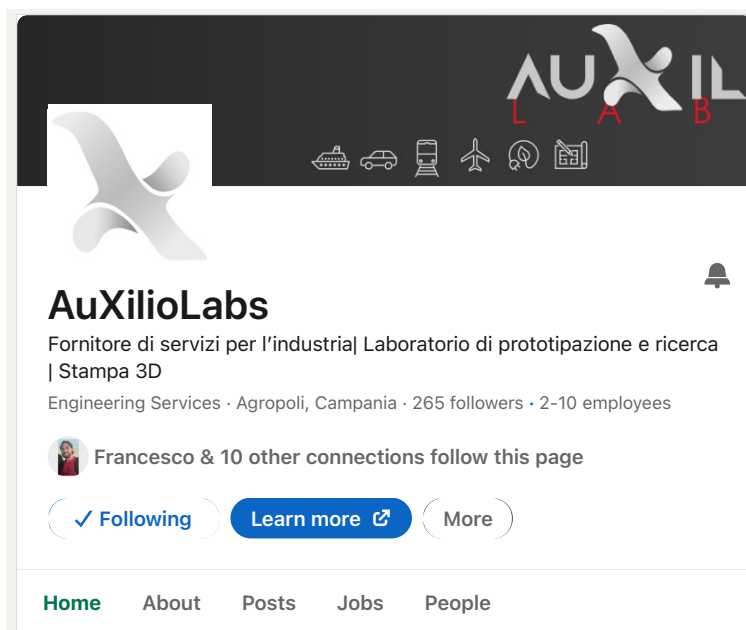 AUXIL
LAB
AuXilioLabs
Fornitore di servizi per l’industria| Laboratorio di prototipazione e ricerca
| Stampa 3D
Engineering Services · Agropoli, Campania · 265 followers · 2-10 employees
Francesco & 10 other connections follow this page
Following
Learn more
More
Home
About
Posts
Jobs
People